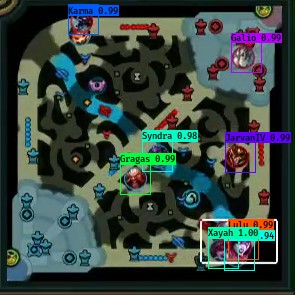 Karma 0.99
Galio 0.99
Syndra 0.98
JarvanIV 0.99
Gragas 0.99
Lulu 0.99
Xayah 1.00
.94